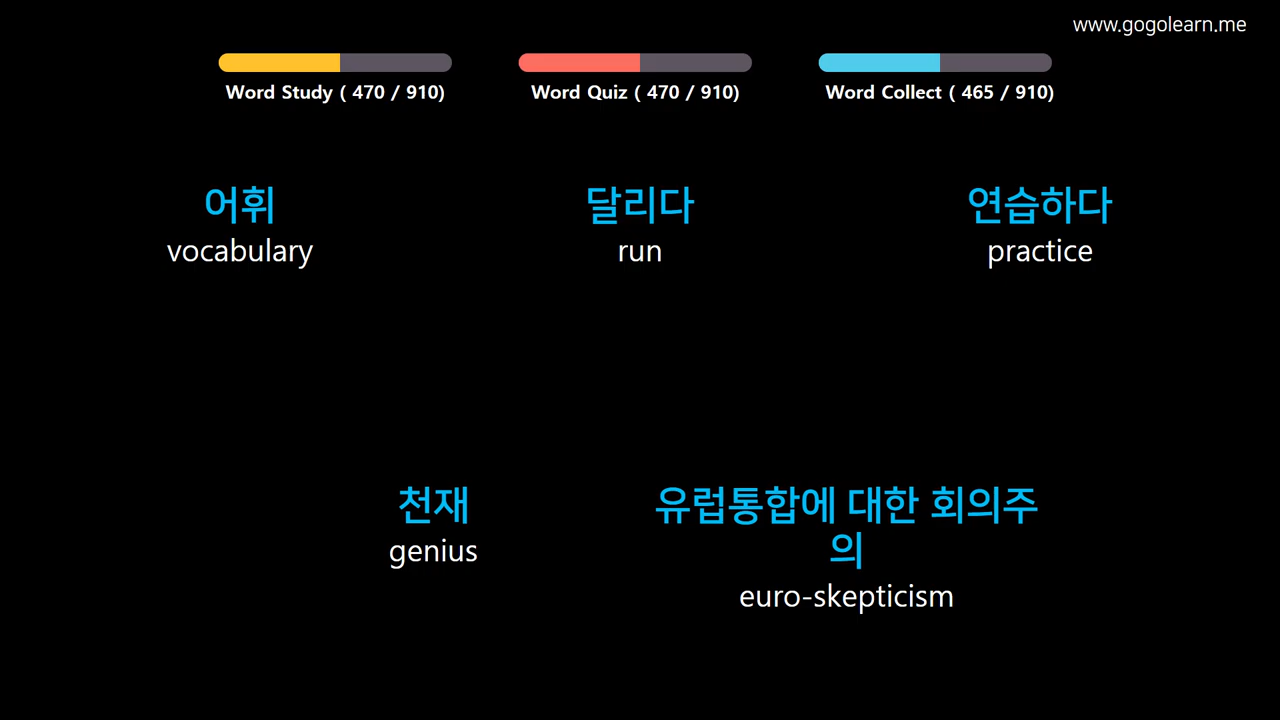 www.gogolearn.me
Word Study ( 470 / 910)
Word Quiz ( 470 / 910)
Word Collect ( 465 / 910)
어휘
vocabulary
달리다
run
연습하다
practice
천재
genius
유럽통합에 대한 회의주
의
euro-skepticism